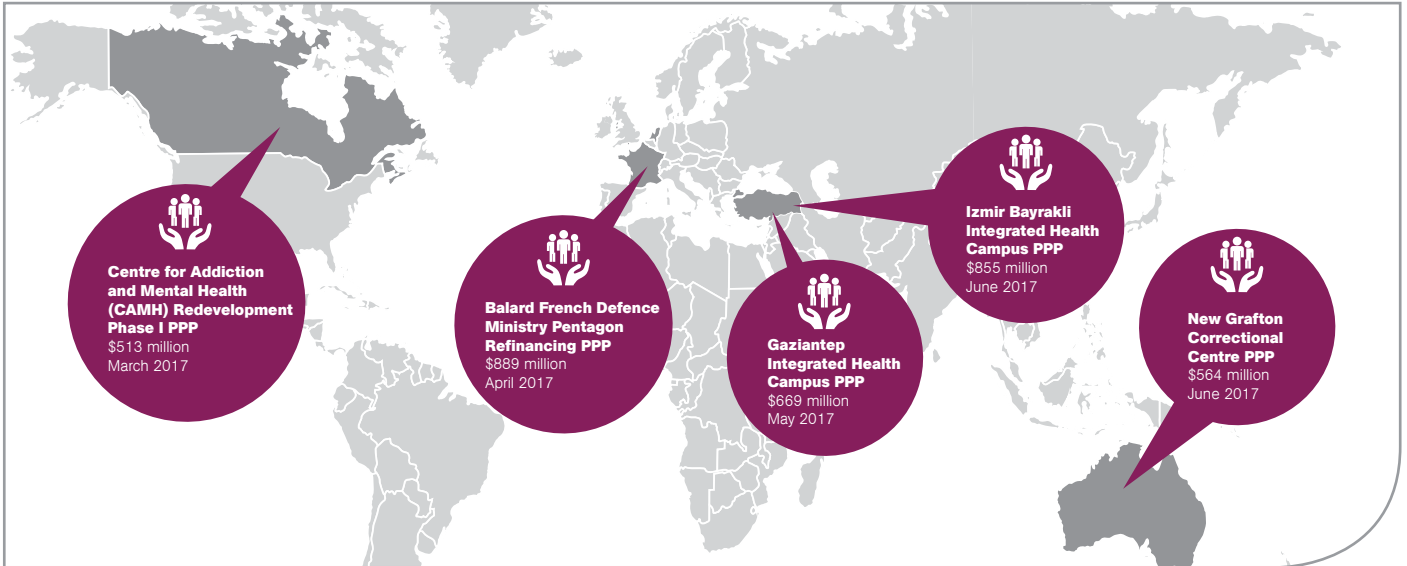 Centre for Addiction
and Mental Health
(CAMH) Redevelopment
Phase I PPP
$513 million
March 2017
Balard French Defence
Ministry Pentagon
Refinancing PPP
$889 million
April 2017
Gaziantep
Integrated Health
Campus PPP
$669 million
May 2017
Izmir Bayrakli
Integrated Health
Campus PPP
$855 million
June 2017
New Grafton
Correctional
Centre PPP
$564 million
June 2017